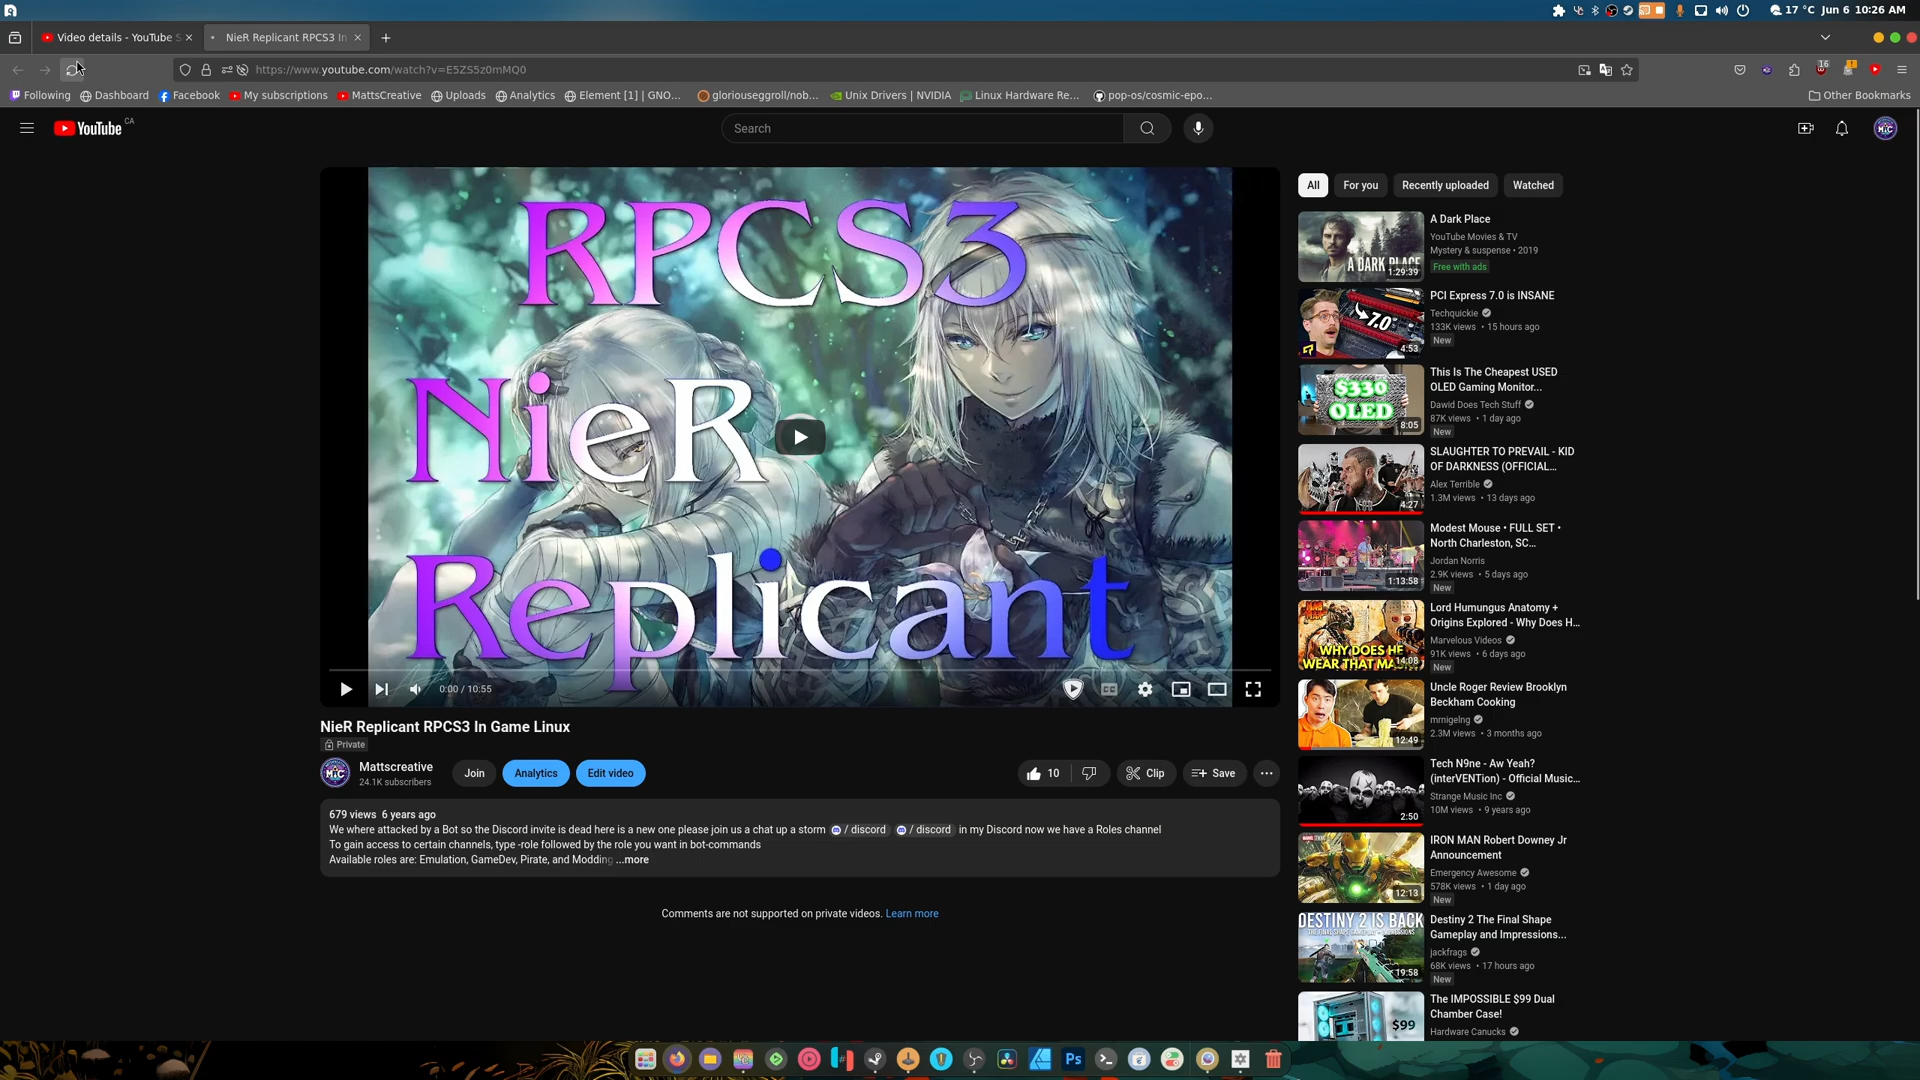 17 °C Jun 6 10:26 AM
Video details - YouTube S
NieR Replicant RPCS3 In
https://www.youtube.com/watch?v=E5ZS5z0mMQ0
16
Following Dashboard Facebook My subscriptions MattsCreative Uploads Analytics Element [1] | GNO... gloriouseggroll/nob... Unix Drivers | NVIDIA Linux Hardware Re... pop-os/cosmic-epo... Other Bookmarks
YouTube CA
Search
MiC
RPCS3
NieR
Replicant
0:00 / 10:55
NieR Replicant RPCS3 In Game Linux
Private
Mattscreative
24.1K subscribers
Join
Analytics
Edit video
10
Clip
Save
679 views 6 years ago
We where attacked by a Bot so the Discord invite is dead here is a new one please join us a chat up a storm / discord / discord in my Discord now we have a Roles channel
To gain access to certain channels, type -role followed by the role you want in bot-commands
Available roles are: Emulation, GameDev, Pirate, and Modding ...more
Comments are not supported on private videos. Learn more
All For you Recently uploaded Watched
A DARK PLACE
1:29:39
A Dark Place
YouTube Movies & TV
Mystery & suspense • 2019
Free with ads
7.0
4:53
PCI Express 7.0 is INSANE
Techquickie
133K views • 15 hours ago
New
$330
OLED
8:05
This Is The Cheapest USED
OLED Gaming Monitor...
Dawid Does Tech Stuff
87K views • 1 day ago
New
4:27
SLAUGHTER TO PREVAIL - KID
OF DARKNESS (OFFICIAL...
Alex Terrible
1.3M views • 13 days ago
1:13:58
Modest Mouse • FULL SET •
North Charleston, SC...
Jordan Norris
2.9K views • 5 days ago
New
WHY DOES HE
WEAR THAT MA
14:08
Lord Humungus Anatomy +
Origins Explored - Why Does H...
Marvelous Videos
91K views • 6 days ago
New
12:49
Uncle Roger Review Brooklyn
Beckham Cooking
mrnigelng
2.3M views • 3 months ago
2:50
Tech N9ne - Aw Yeah?
(interVENTion) - Official Music...
Strange Music Inc
10M views • 9 years ago
12:13
IRON MAN Robert Downey Jr
Announcement
Emergency Awesome
578K views • 1 day ago
New
DESTINY 2 IS BACK
19:58
Destiny 2 The Final Shape
Gameplay and Impressions...
jackfrags
68K views • 17 hours ago
New
$99
The IMPOSSIBLE $99 Dual
Chamber Case!
Hardware Canucks
Ps